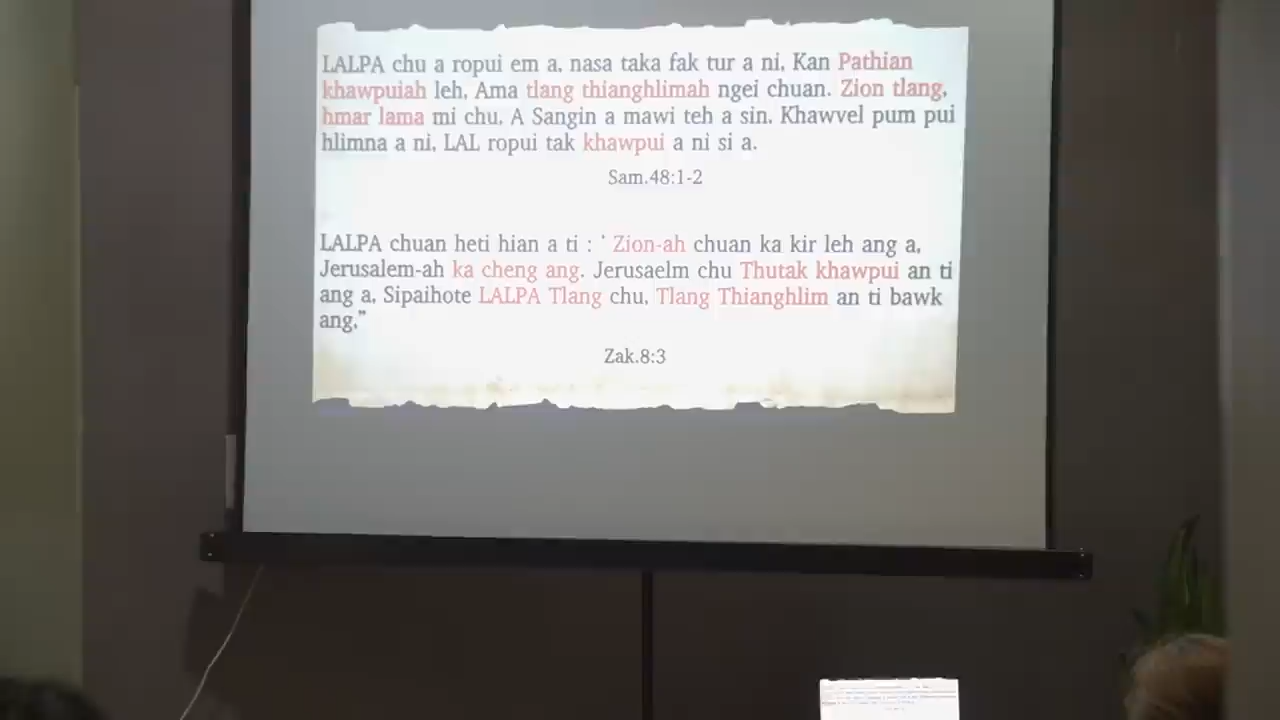 LALPA chu a ropui em a, nasa taka fak tur a ni, Kan Pathian
khawpuiah leh, Ama tlang thianghlimah ngei chuan. Zion tlang,
hmar lama mi chu, A Sangin a mawi teh a sin, Khawvel pum pui
hlimna a ni, LAL ropui tak khawpui a ni si a.
Sam.48:1-2
LALPA chuan heti hian a ti : ‘ Zion-ah chuan ka kir leh ang a,
Jerusalem-ah ka cheng ang. Jerusaelm chu Thutak khawpui an ti
ang a, Sipaihote LALPA Tlang chu, Tlang Thianghlim an ti bawk
ang,”
Zak.8:3